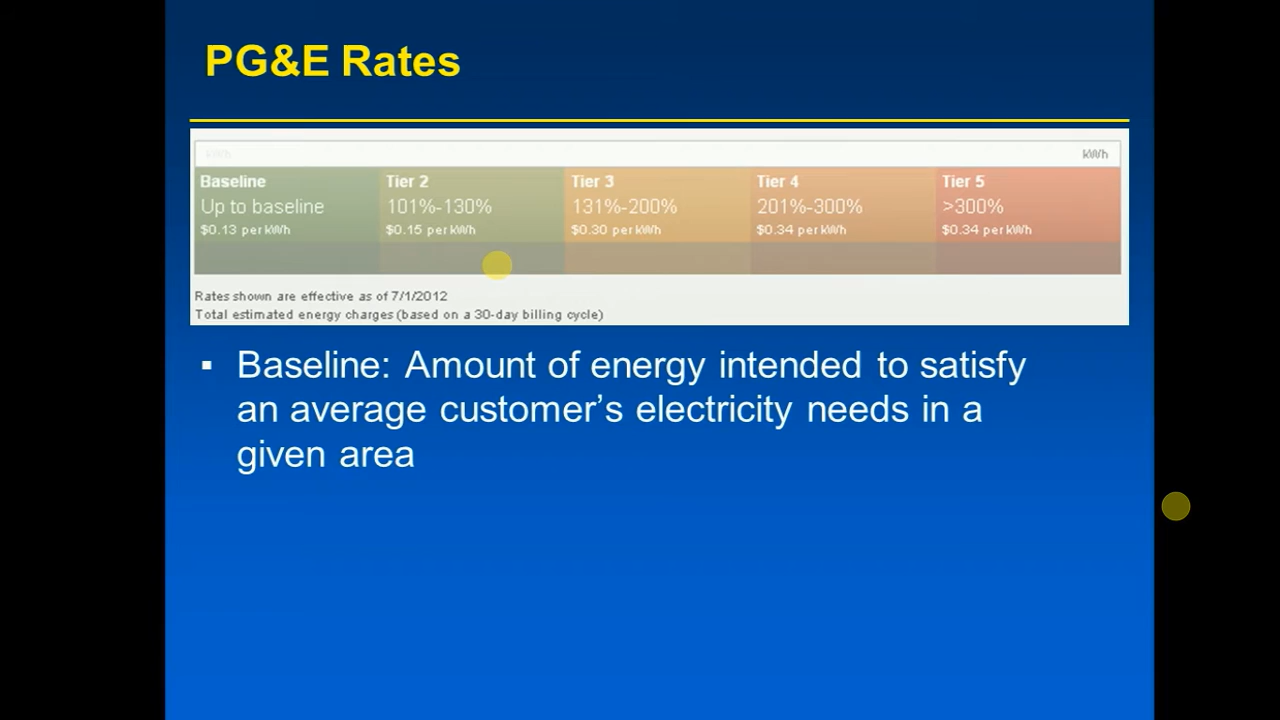 PG&E Rates
kWh kWh
Baseline Tier 2 Tier 3 Tier 4 Tier 5
Up to baseline 101%-130% 131%-200% 201%-300% >300%
$0.13 per kWh $0.15 per kWh $0.30 per kWh $0.34 per kWh $0.34 per kWh
Rates shown are effective as of 7/1/2012
Total estimated energy charges (based on a 30-day billing cycle)
▪ Baseline: Amount of energy intended to satisfy
an average customer’s electricity needs in a
given area